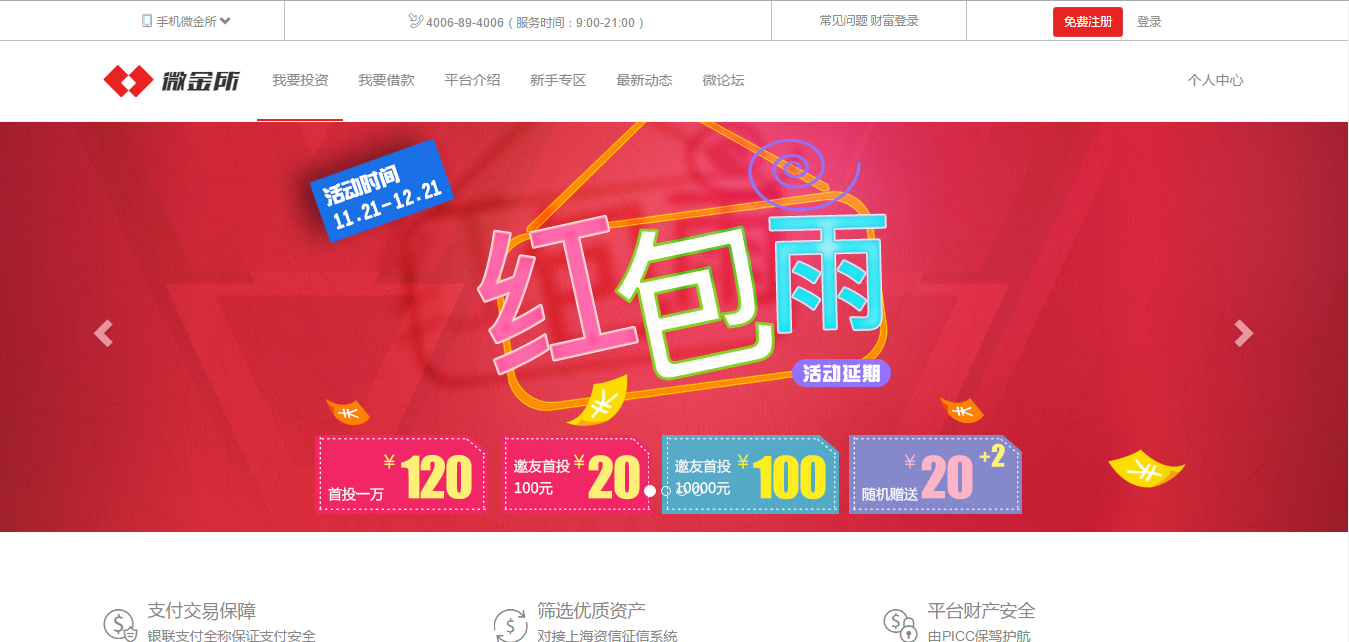 手机微金所
4006-89-4006（服务时间：9:00-21:00）
常见问题 财富登录
免费注册
登录
微金所
我要投资
我要借款
平台介绍
新手专区
最新动态
微论坛
个人中心
活动时间
11.21-12.21
红包雨
活动延期
首投一万
¥120
邀友首投
100元
¥20
邀友首投
10000元
¥100
随机赠送
¥20
+2
支付交易保障
银联支付全称保证支付安全
筛选优质资产
对接上海资信征信系统
平台财产安全
由PICC保驾护航